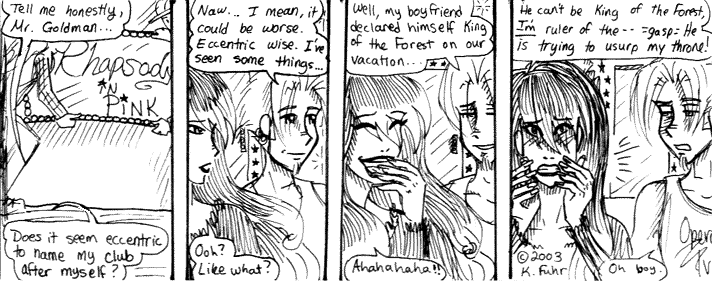 Tell me honestly,
Mr. Goldman...
Rhapsody
IN
PINK
Does it seem eccentric
to name my club
after myself?
Naw... I mean, it
could be worse.
Eccentric wise. I've
seen some things...
Ooh?
Like what?
Well, my boyfriend
declared himself King
of the Forest on our
vacation...
Ahahahaha!!
He can't be King of the Forest,
I'm ruler of the-- =gasp= He
is trying to usurp my throne!
Oh boy.
Opera
©2003
K. Fuhr